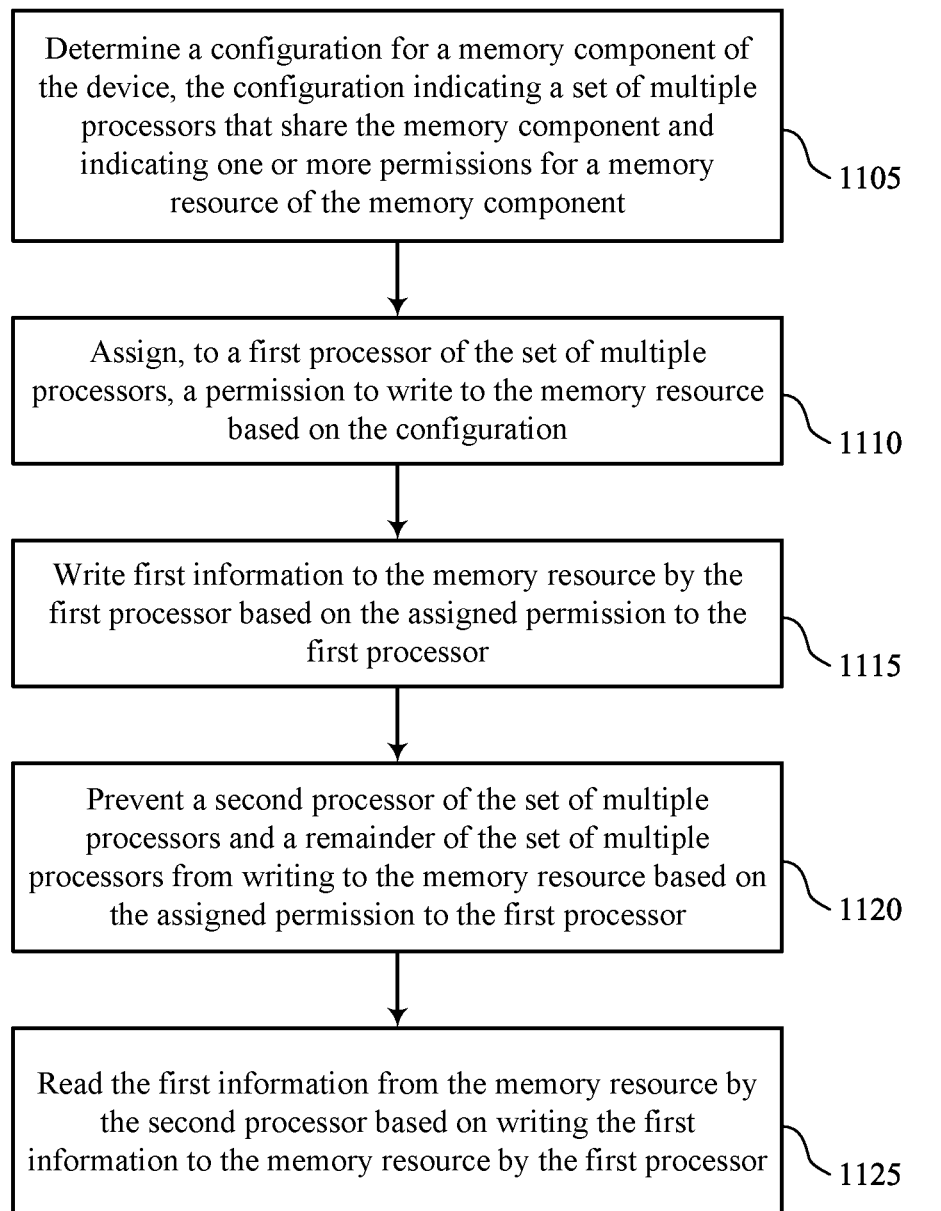 Determine a configuration for a memory component of
the device, the configuration indicating a set of multiple
processors that share the memory component and
indicating one or more permissions for a memory
resource of the memory component
1105
Assign, to a first processor of the set of multiple
processors, a permission to write to the memory resource
based on the configuration
1110
Write first information to the memory resource by the
first processor based on the assigned permission to the
first processor
1115
Prevent a second processor of the set of multiple
processors and a remainder of the set of multiple
processors from writing to the memory resource based on
the assigned permission to the first processor
1120
Read the first information from the memory resource by
the second processor based on writing the first
information to the memory resource by the first processor
1125